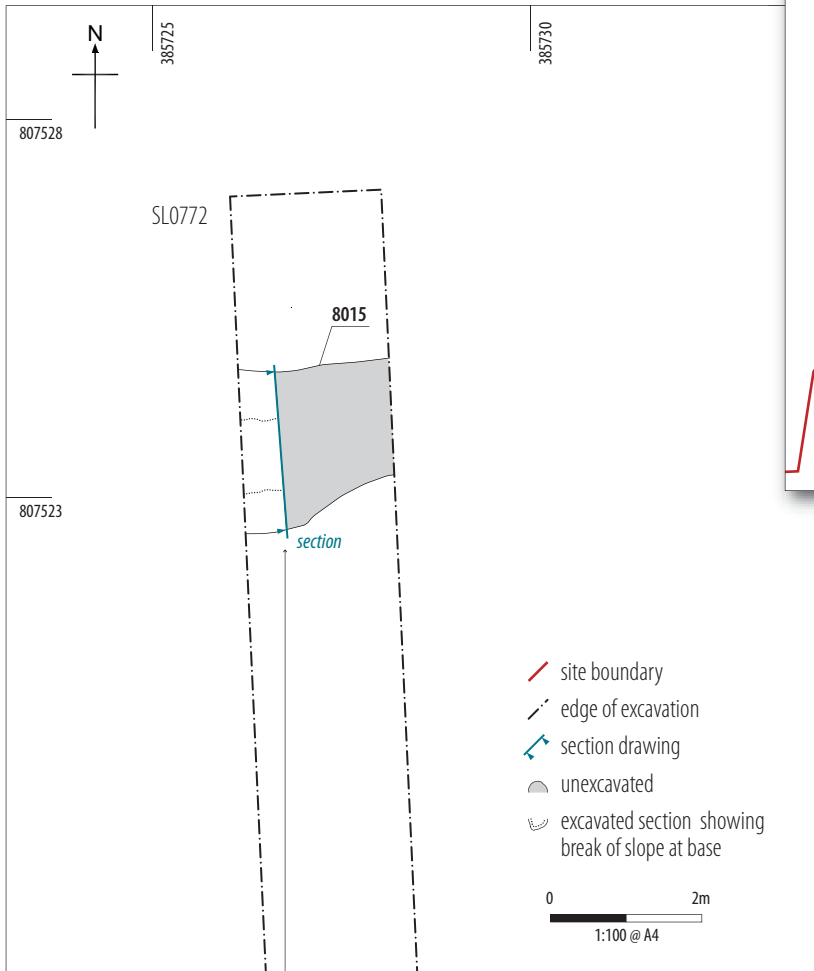 385725
385730
N
807528
SL0772
8015
807523
section
site boundary
edge of excavation
section drawing
unexcavated
excavated section showing
break of slope at base
0 2m
1:100 @ A4